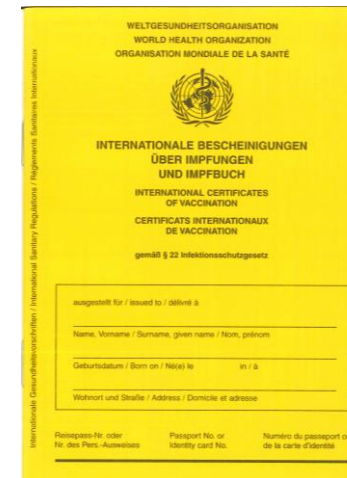 WELTGESUNDHEITSORGANISATION
WORLD HEALTH ORGANIZATION
ORGANISATION MONDIALE DE LA SANTÉ
INTERNATIONALE BESCHEINIGUNGEN
ÜBER IMPFUNGEN
UND IMPFBUCH
INTERNATIONAL CERTIFICATES
OF VACCINATION
CERTIFICATS INTERNATIONAUX
DE VACCINATION
gemäß § 22 Infektionsschutzgesetz
ausgestellt für / issued to / délivré à
Name, Vorname / Surname, given name / Nom, prénom
Geburtsdatum / Born on / Né(e) le in / à
Wohnort und Straße / Address / Domicile et adresse
Reisepass-Nr. oder Passport No. or Numéro du passeport o
Nr. des Pers.-Ausweises Identity card No. de la carte d'identité
Internationale Gesundheitsvorschriften / International Sanitary Regulations / Règlements Sanitaires Internationaux